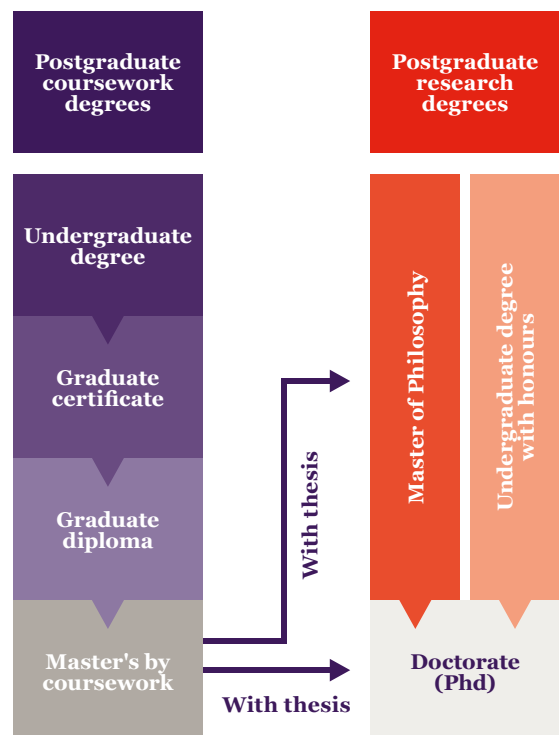 Postgraduate
coursework
degrees
Undergraduate
degree
Graduate
certificate
Graduate
diploma
Master's by
coursework
With thesis
With thesis
Postgraduate
research
degrees
Master of Philosophy
Undergraduate degree
with honours
Doctorate
(Phd)